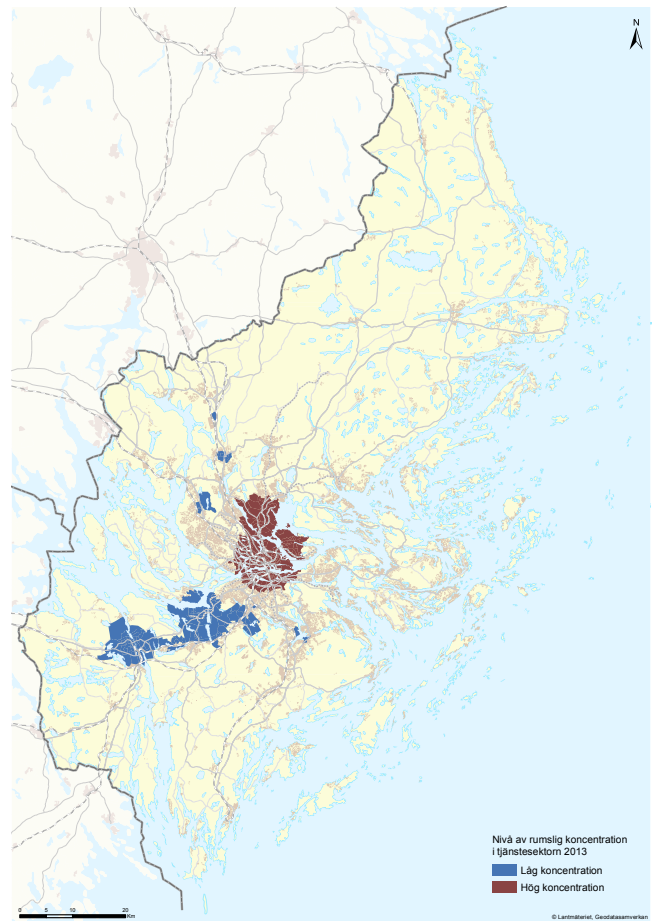 N
Nivå av rumslig koncentration
i tjänstesektorn 2013
Låg koncentration
Hög koncentration
0 5 10 20
Km
© Lantmäteriet, Geodatasamverkan